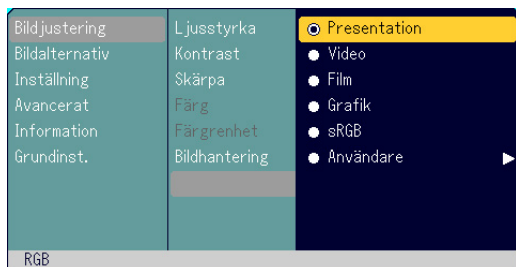 Bildjustering
Bildalternativ
Inställning
Avancerat
Information
Grundinst.
Ljusstyrka
Kontrast
Skärpa
Färg
Färgrenhet
Bildhantering
Presentation
Video
Film
Grafik
sRGB
Användare
RGB